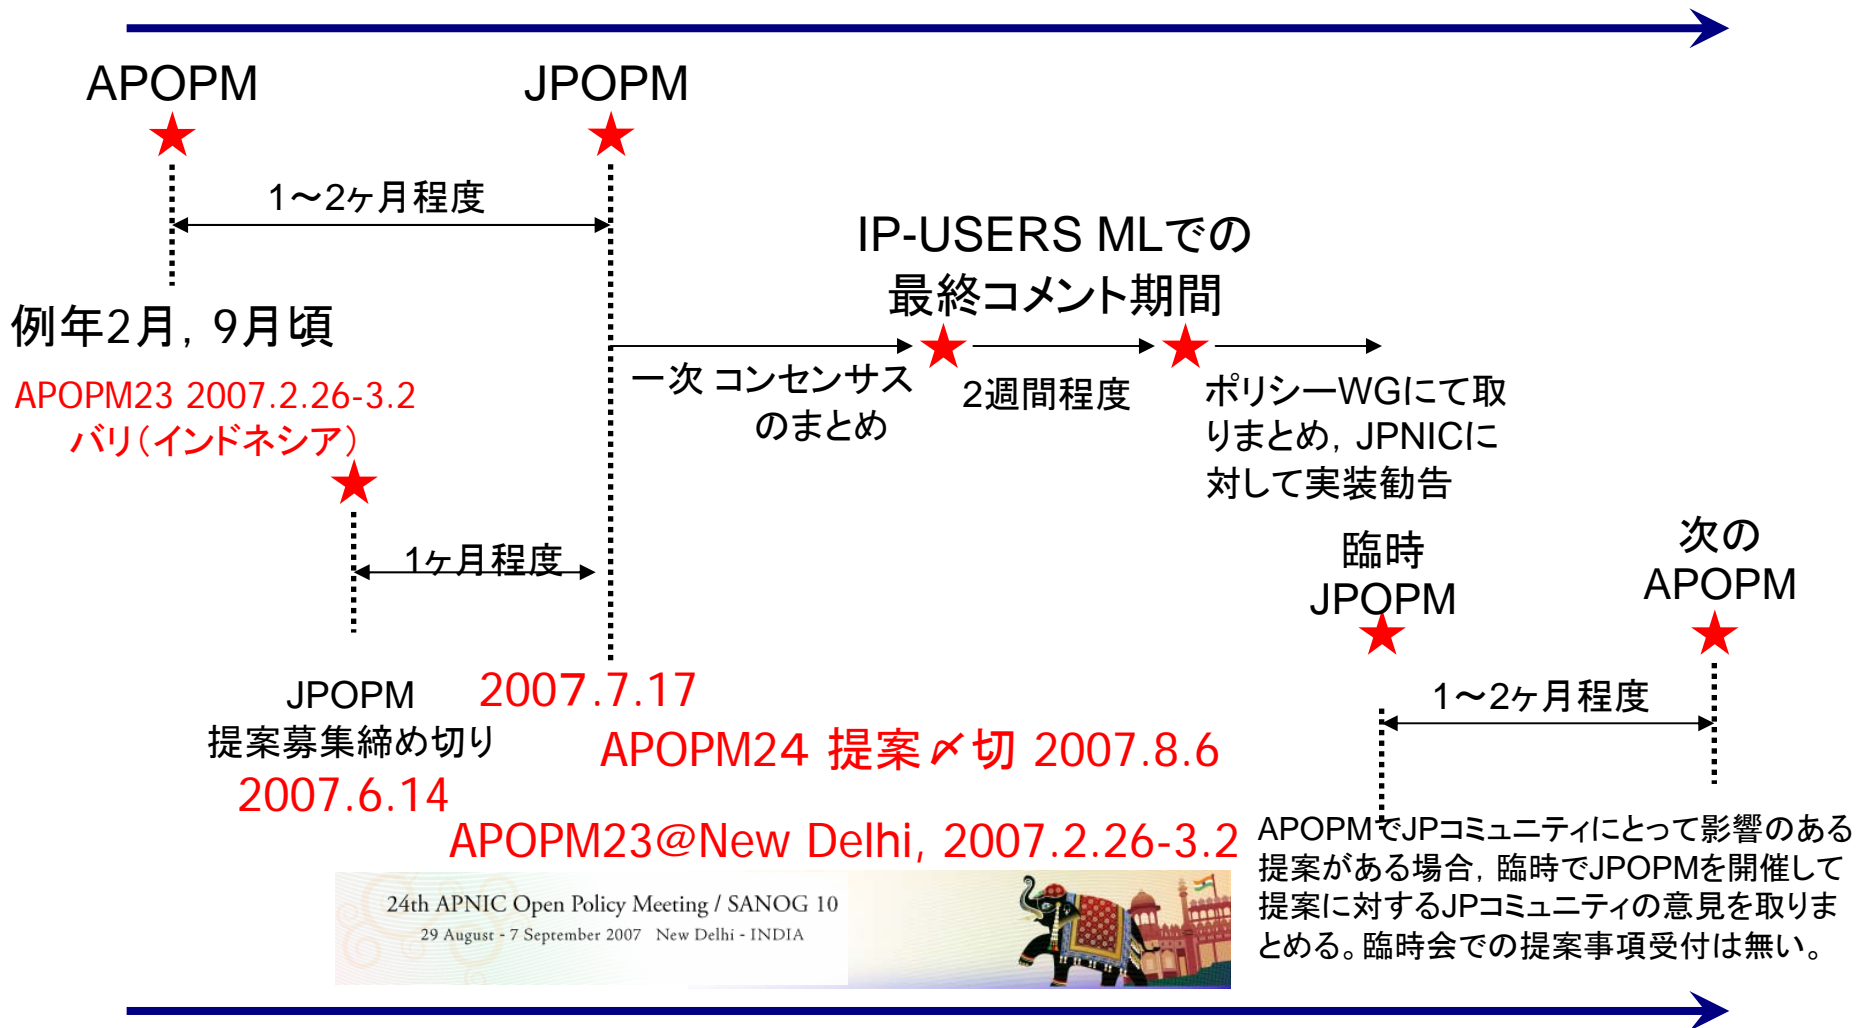 APOPM
JPOPM
1～2ヶ月程度
IP-USERS MLでの
最終コメント期間
例年2月, 9月頃
APOPM23 2007.2.26-3.2
バリ（インドネシア）
一次 コンセンサス
のまとめ
2週間程度
ポリシーWGにて取
りまとめ, JPNICに
対して実装勧告
1ヶ月程度
臨時
JPOPM
次の
APOPM
JPOPM
提案募集締め切り
2007.6.14
2007.7.17
APOPM24 提案〆切 2007.8.6
1～2ヶ月程度
APOPM23@New Delhi, 2007.2.26-3.2
APOPMでJPコミュニティにとって影響のある
提案がある場合, 臨時でJPOPMを開催して
提案に対するJPコミュニティの意見を取りま
とめる。臨時会での提案事項受付は無い。
24th APNIC Open Policy Meeting / SANOG 10
29 August - 7 September 2007 New Delhi - INDIA